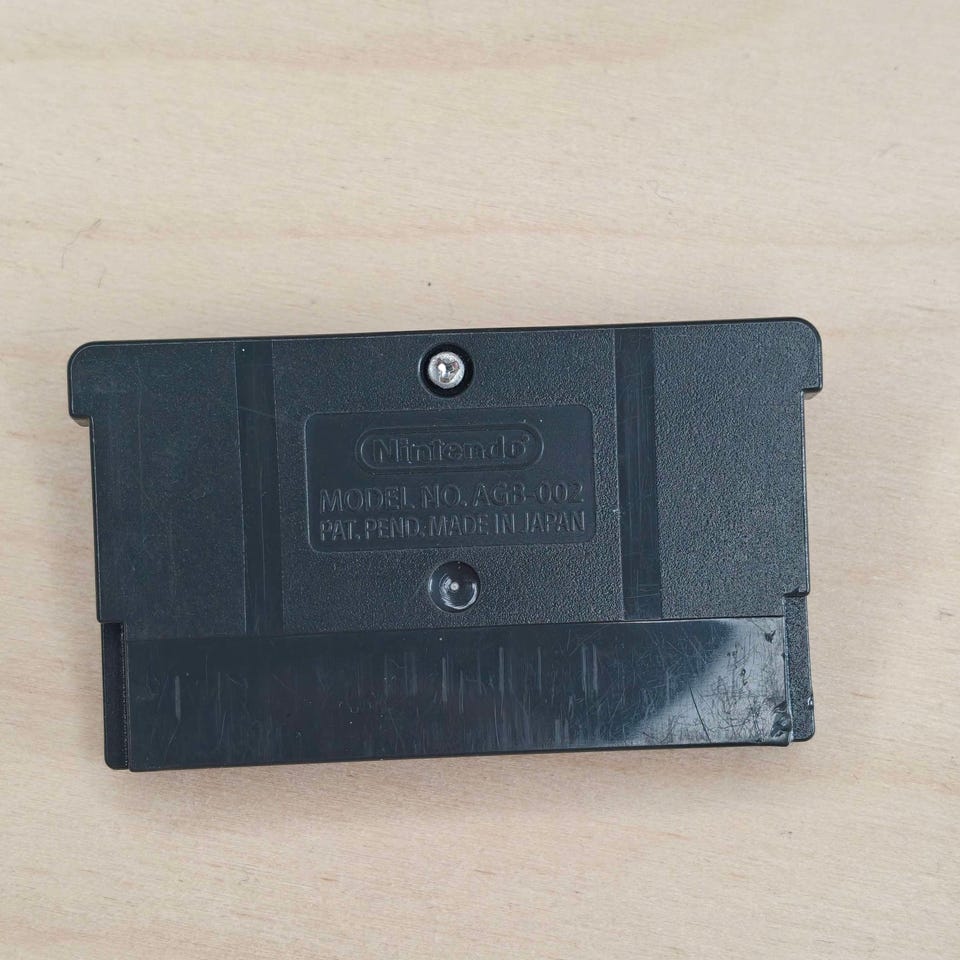 Nintendo®
MODEL NO. AGB-002
PAT. PEND. MADE IN JAPAN